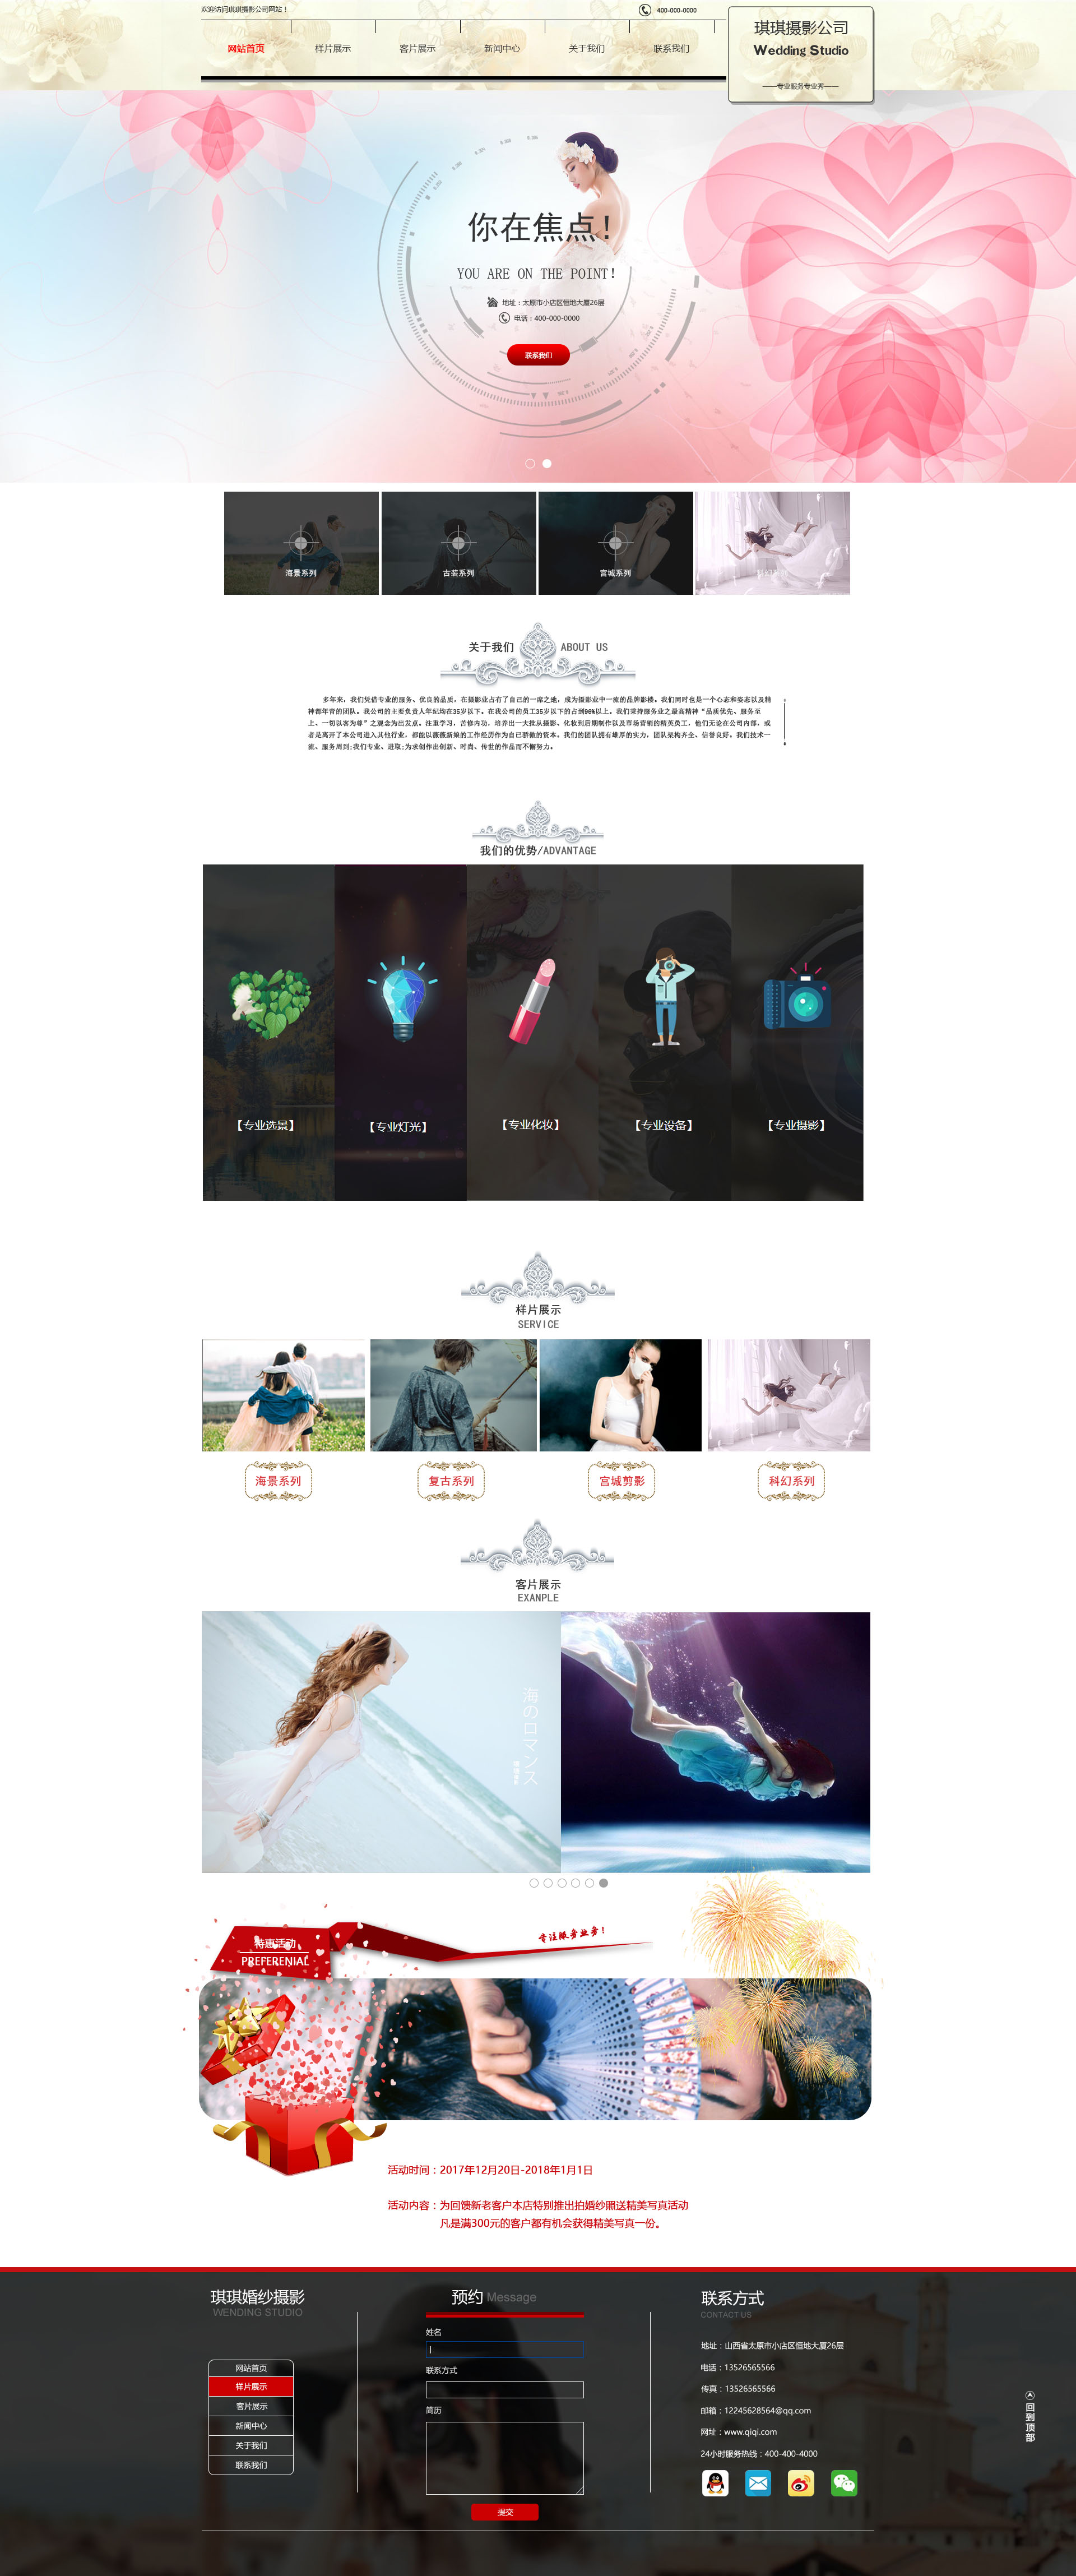 欢迎访问琪琪摄影公司网站！
400-000-0000
网站首页
样片展示
客片展示
新闻中心
关于我们
联系我们
琪琪摄影公司
Wedding Studio
——专业服务专业秀——
你在焦点！
YOU ARE ON THE POINT!
地址：太原市小店区恒地大厦26层
电话：400-000-0000
联系我们
海景系列
古装系列
宫城系列
科幻系列
关于我们 ABOUT US
多年来，我们凭借专业的服务、优良的品质，在摄影业占有了自己的一席之地，成为摄影业中一流的品牌影楼。我们同时也是一个心态和姿态以及精
神都年青的团队。我公司的主要负责人年纪均在35岁以下。在我公司的员工35岁以下的占到98%以上。我们秉持服务业之最高精神“品质优先、服务至
上、一切以客为尊”之观念为出发点。注重学习，苦修内功，培养出一大批从摄影、化妆到后期制作以及市场营销的精英员工，他们无论在公司内部，或
者是离开了本公司进入其他行业，都能以薇薇新娘的工作经历作为自己骄傲的资本。我们的团队拥有雄厚的实力，团队架构齐全、信誉良好。我们技术一
流、服务周到;我们专业、进取;为求创作出创新、时尚、传世的作品而不懈努力。
我们的优势/ADVANTAGE
【专业选景】
【专业灯光】
【专业化妆】
【专业设备】
【专业摄影】
样片展示
SERVICE
海景系列
复古系列
宫城剪影
科幻系列
客片展示
EXANPLE
海のロマンス
特惠活动
PREFERENIAL
专注服务业务！
活动时间：2017年12月20日-2018年1月1日
活动内容：为回馈新老客户本店特别推出拍婚纱照送精美写真活动
凡是满300元的客户都有机会获得精美写真一份。
琪琪婚纱摄影
WENDING STUDIO
网站首页
样片展示
客片展示
新闻中心
关于我们
联系我们
预约 Message
姓名
联系方式
简历
提交
联系方式
CONTACT US
地址：山西省太原市小店区恒地大厦26层
电话：13526565566
传真：13526565566
邮箱：12245628564@qq.com
网址：www.qiqi.com
24小时服务热线：400-400-4000
回到顶部